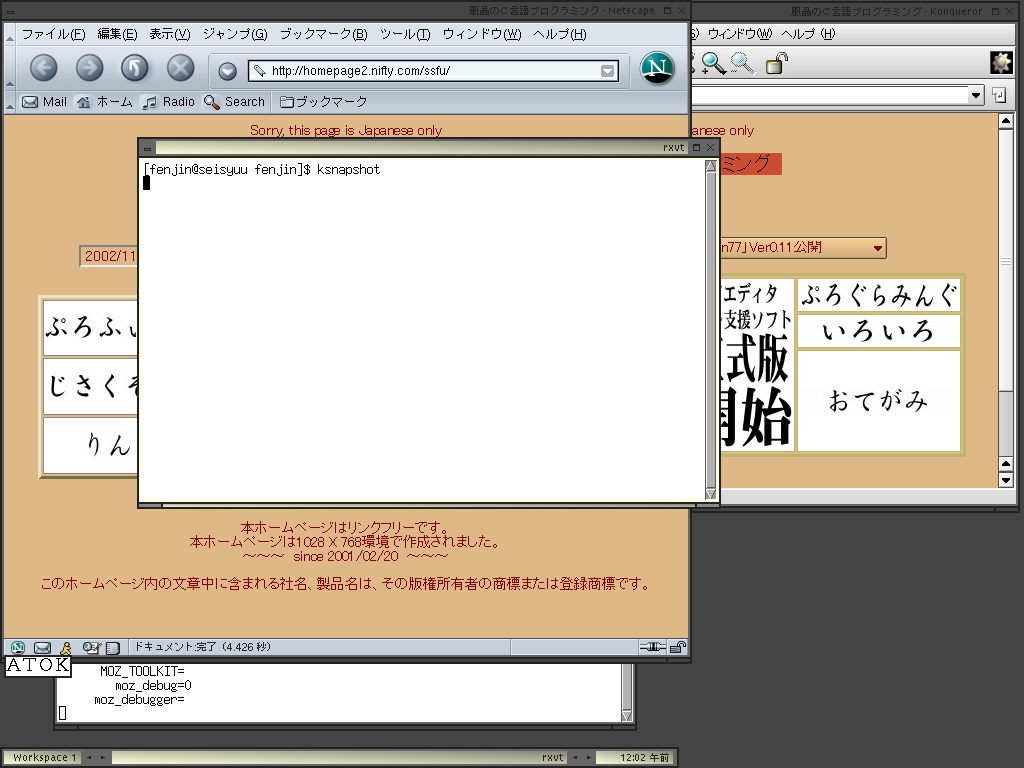 風晶のC言語プログラミング - Netscape
風晶のC言語プログラミング - Konqueror
ファイル(F) 編集(E) 表示(V) ジャンプ(G) ブックマーク(B) ツール(T) ウィンドウ(W) ヘルプ(H)
ウィンドウ(W) ヘルプ (H)
http://homepage2.nifty.com/ssfu/
N
Mail ホーム Radio Search ブックマーク
Sorry, this page is Japanese only
anese only
rxvt
[fenjin@seisyuu fenjin]$ ksnapshot
ミング
2002/11
n77」Ver0.11公開
ぷろふ
じさくそ
りん
エディタ
支援ソフト
式版
開始
ぷろぐらみんぐ
いろいろ
おてがみ
本ホームページはリンクフリーです。
本ホームページは1028 X 768環境で作成されました。
～～～ since 2001/02/20 ～～～
このホームページ内の文章中に含まれる社名、製品名は、その版権所有者の商標または登録商標です。
ドキュメント:完了 (4.426 秒)
ATOK
MOZ_TOOLKIT=
moz_debug=0
moz_debugger=
Workspace 1 rxvt 12:02 午前